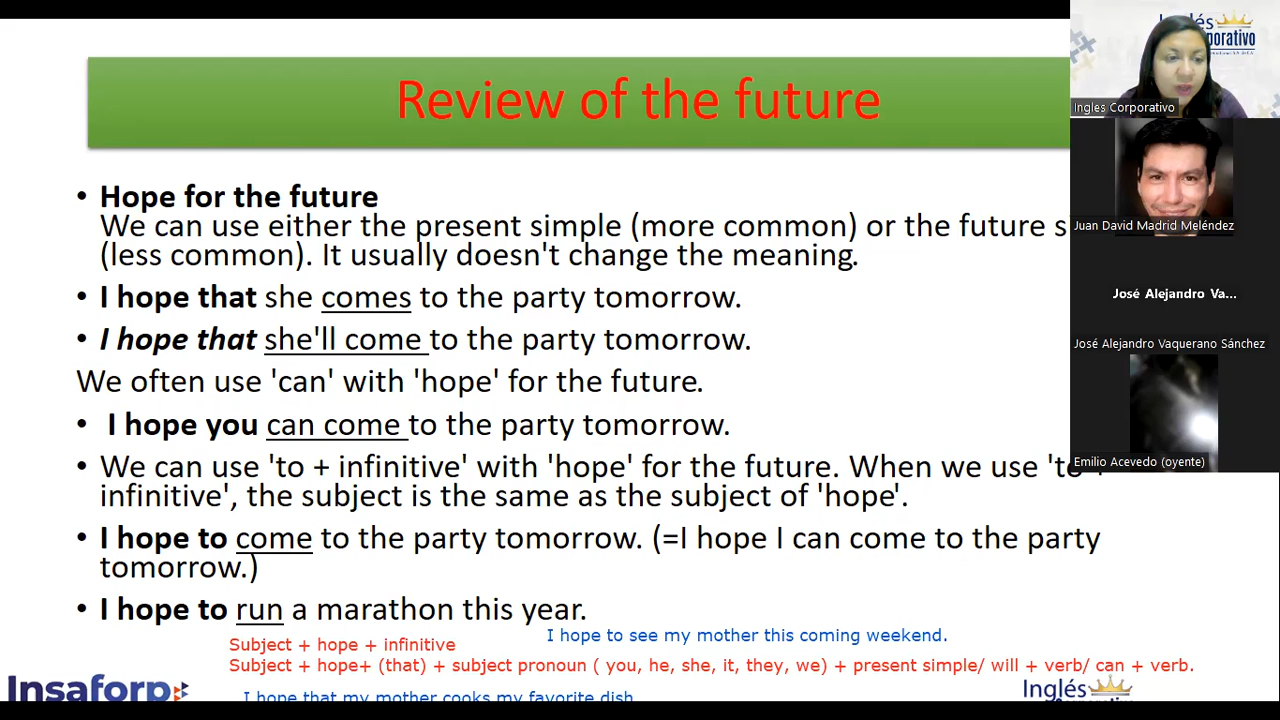 Review of the future
• Hope for the future
We can use either the present simple (more common) or the future s
(less common). It usually doesn't change the meaning.
• I hope that she comes to the party tomorrow.
• I hope that she'll come to the party tomorrow.
We often use 'can' with 'hope' for the future.
• I hope you can come to the party tomorrow.
• We can use 'to + infinitive' with 'hope' for the future. When we use 'to +
infinitive', the subject is the same as the subject of 'hope'.
• I hope to come to the party tomorrow. (=I hope I can come to the party
tomorrow.)
• I hope to run a marathon this year.
I hope to see my mother this coming weekend.
Subject + hope + infinitive
Subject + hope+ (that) + subject pronoun ( you, he, she, it, they, we) + present simple/ will + verb/ can + verb.
I hope that my mother cooks my favorite dish
Insaforp
Inglés
Inglés
Ingles Corporativo
Juan David Madrid Meléndez
José Alejandro Va...
José Alejandro Vaquerano Sánchez
Emilio Acevedo (oyente)